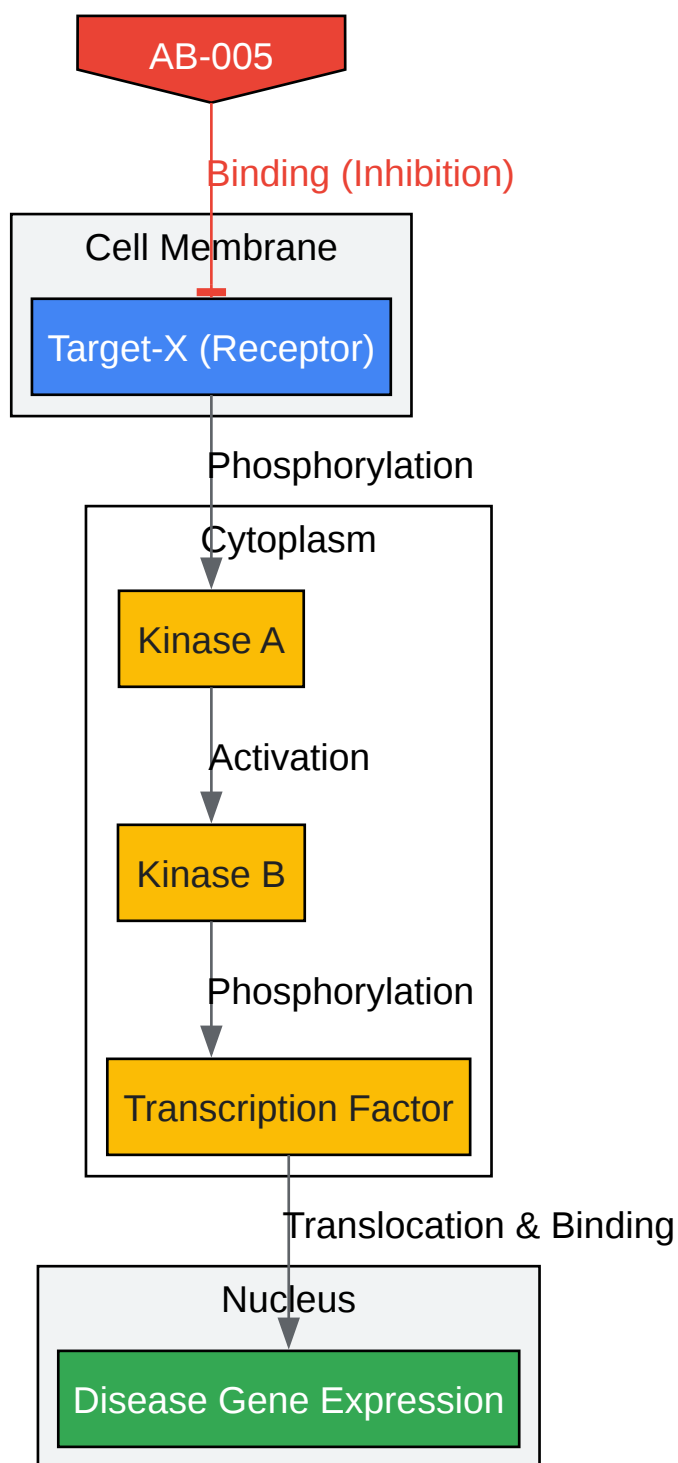 AB-005
Binding (Inhibition)
Cell Membrane
Target-X (Receptor)
Phosphorylation
Cytoplasm
Kinase A
Activation
Kinase B
Phosphorylation
Transcription Factor
Translocation & Binding
Nucleus
Disease Gene Expression